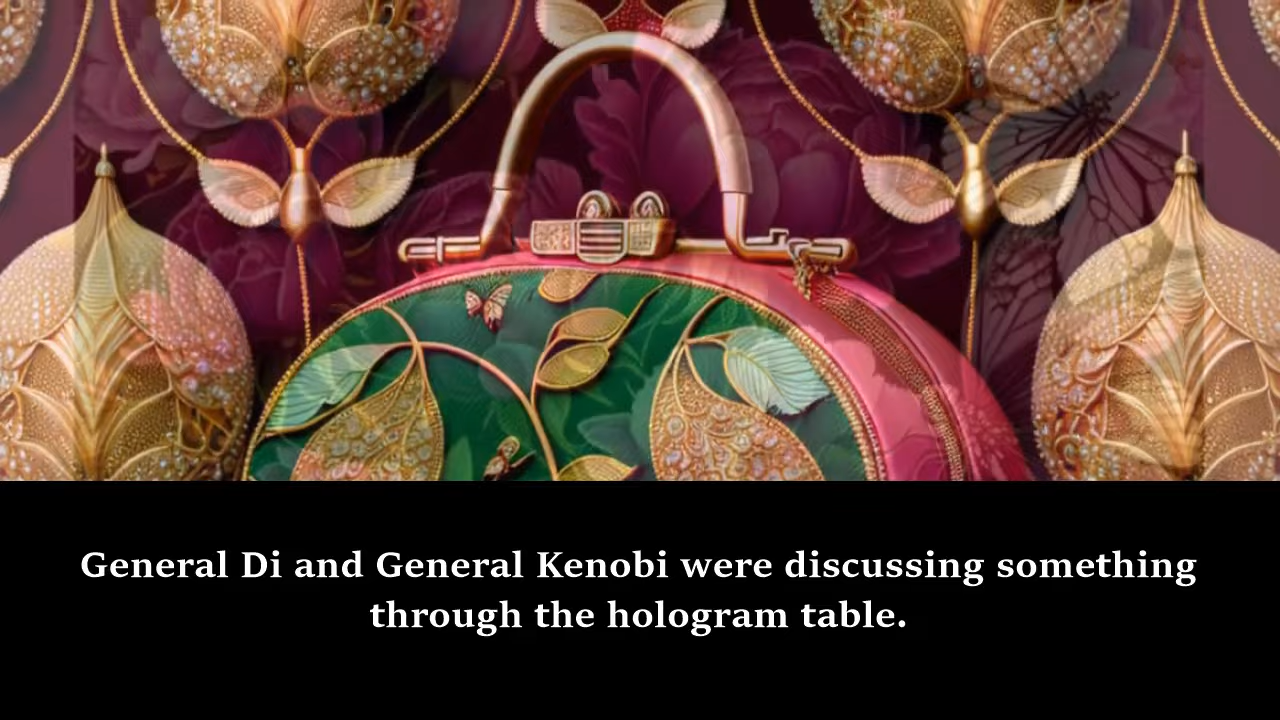 General Di and General Kenobi were discussing something
through the hologram table.